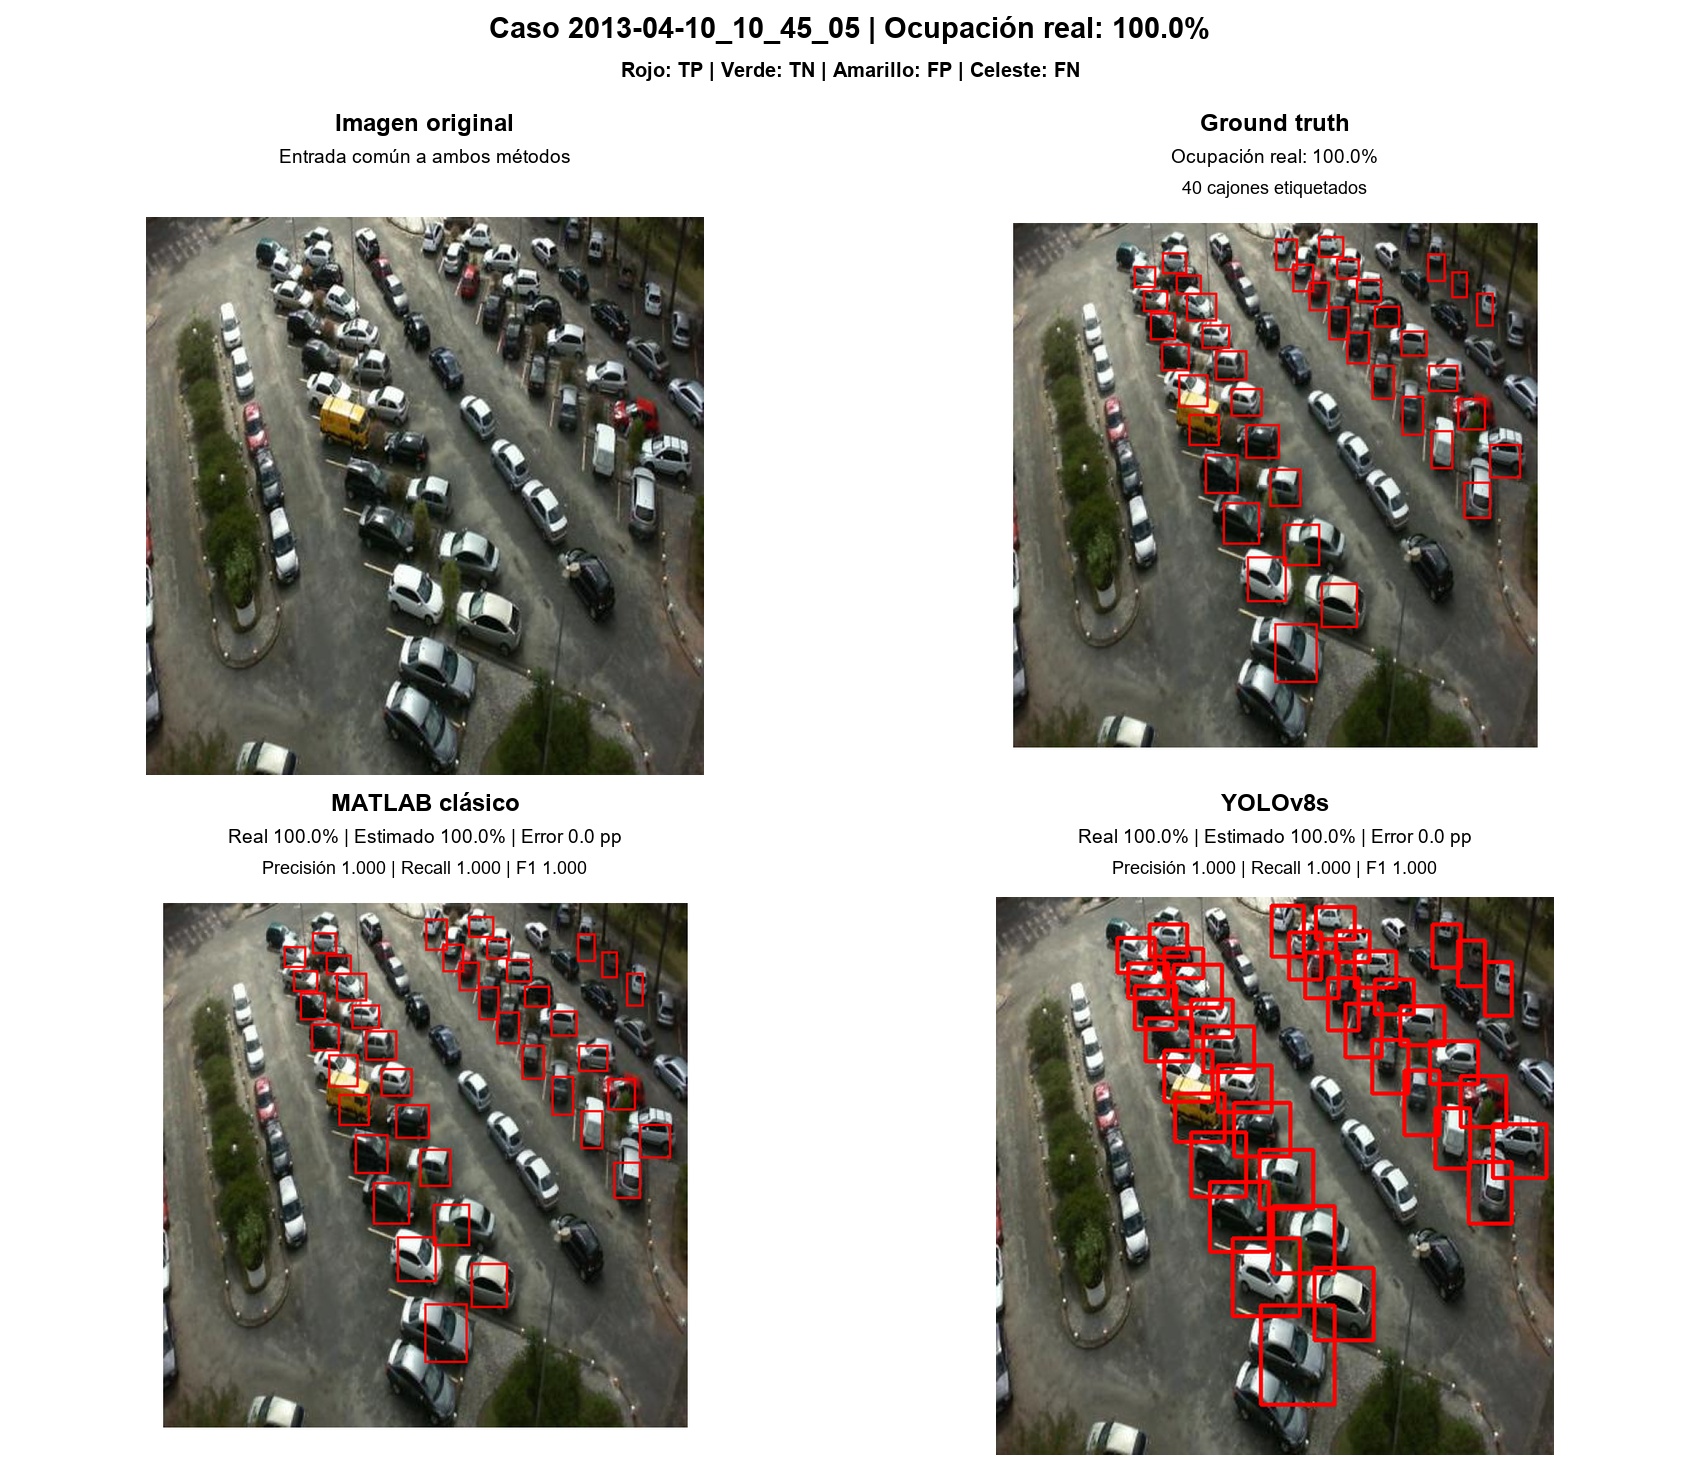 Caso 2013-04-10_10_45_05 | Ocupación real: 100.0%
Rojo: TP | Verde: TN | Amarillo: FP | Celeste: FN
Imagen original
Entrada común a ambos métodos
Ground truth
Ocupación real: 100.0%
40 cajones etiquetados
MATLAB clásico
Real 100.0% | Estimado 100.0% | Error 0.0 pp
Precisión 1.000 | Recall 1.000 | F1 1.000
YOLOv8s
Real 100.0% | Estimado 100.0% | Error 0.0 pp
Precisión 1.000 | Recall 1.000 | F1 1.000